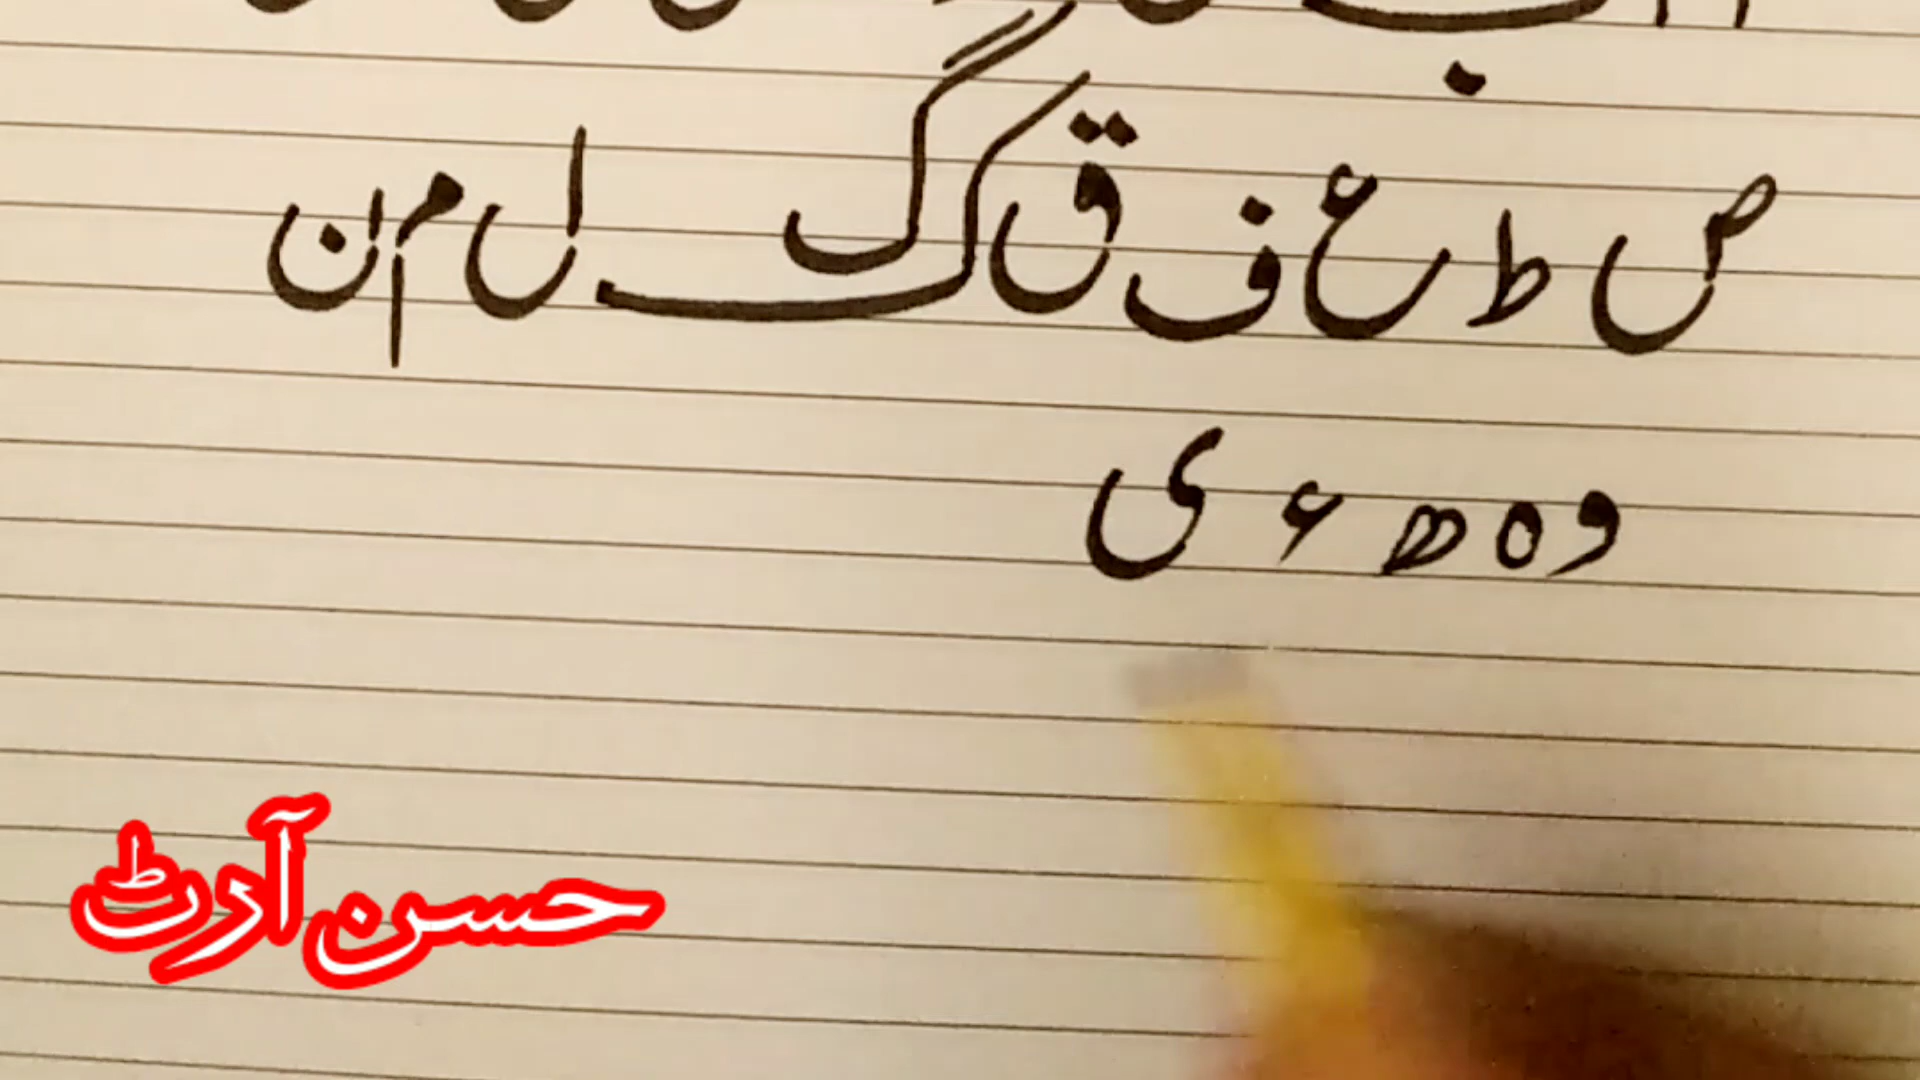 ص ط ع ف ق ک گ ل م ن
و ہ ھ ء ی
حسن آرٹ